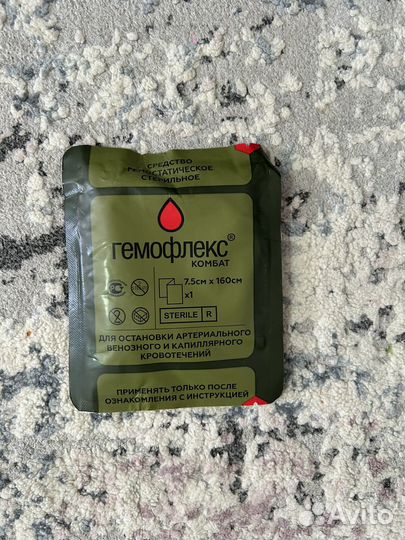 СРЕДСТВО
ГЕМОСТАТИЧЕСКОЕ
СТЕРИЛЬНОЕ
гемофлекс®
КОМБАТ
7.5см x 160см
x1
STERILE R
ДЛЯ ОСТАНОВКИ АРТЕРИАЛЬНОГО
ВЕНОЗНОГО И КАПИЛЛЯРНОГО
КРОВОТЕЧЕНИЙ
ПРИМЕНЯТЬ ТОЛЬКО ПОСЛЕ
ОЗНАКОМЛЕНИЯ С ИНСТРУКЦИЕЙ
Avito